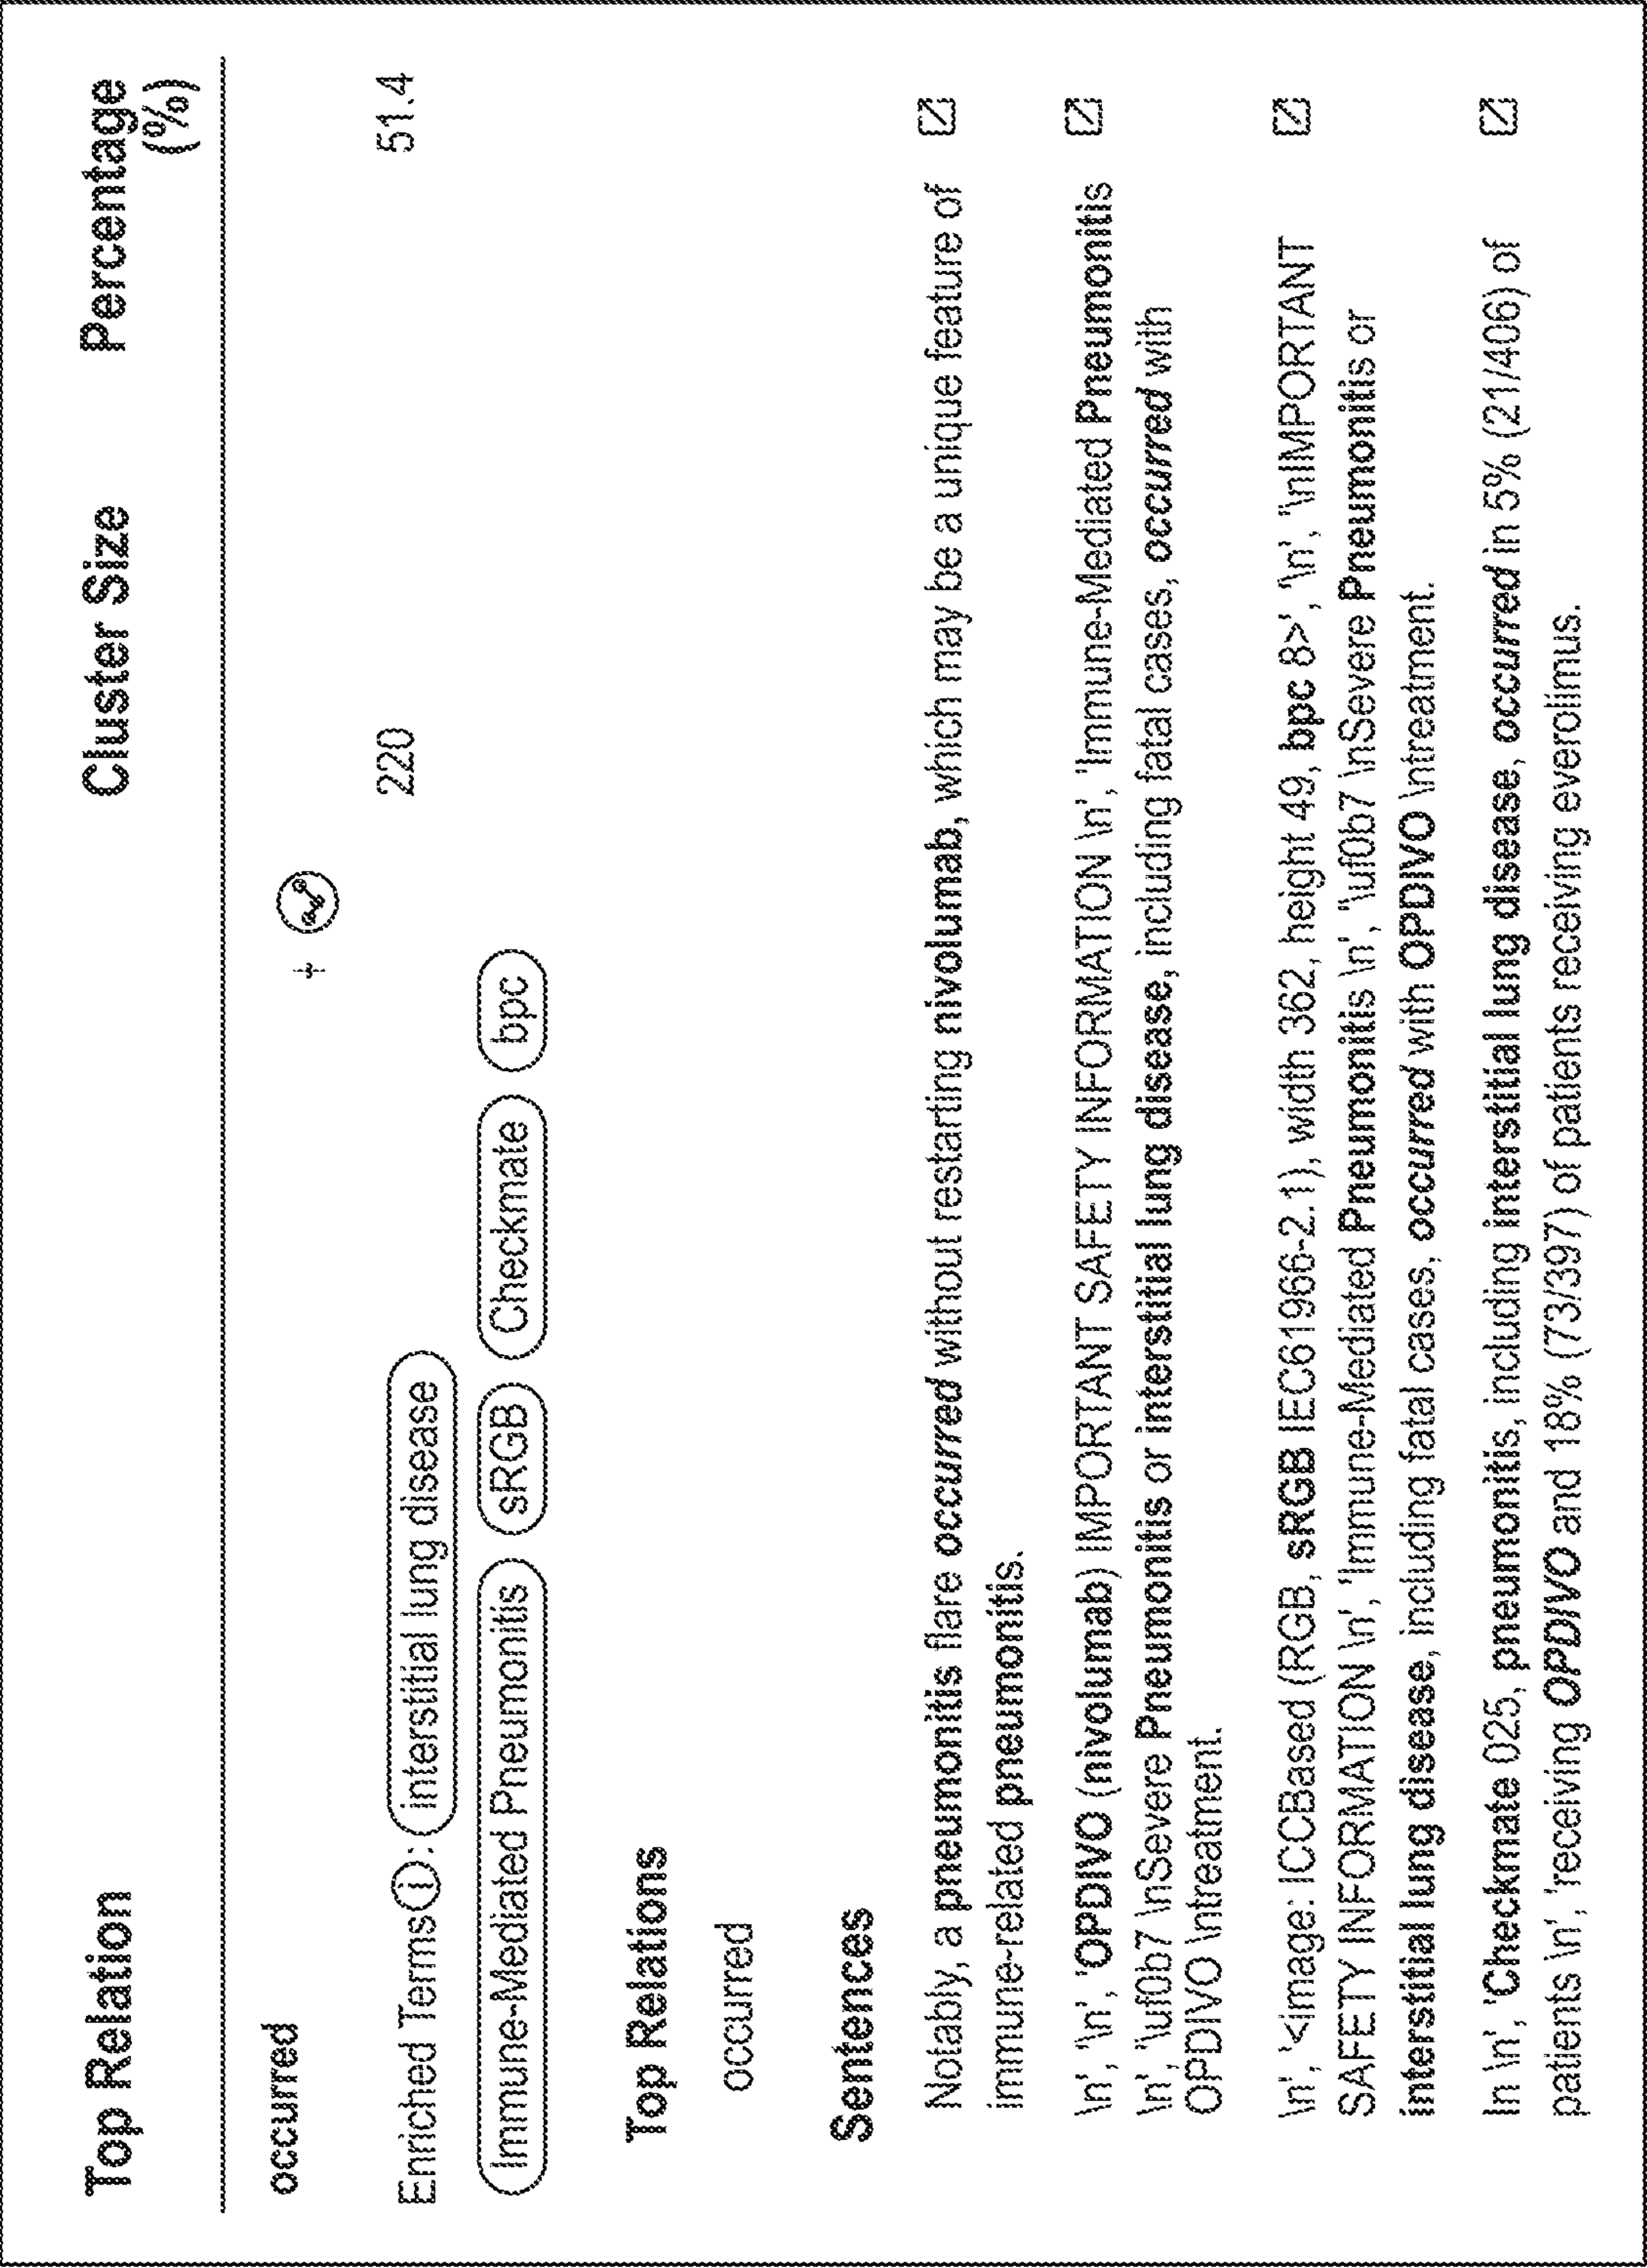 Top Relation Cluster Size Percentage
(%)
occurred +
220 51.4
Enriched Terms(i): interstitial lung disease
Immune-Mediated Pneumonitis sRGB Checkmate bpc
Top Relations
occurred
Sentences
Notably, a pneumonitis flare occurred without restarting nivolumab, which may be a unique feature of
immune-related pneumonitis.
\n', '\n', 'OPDIVO (nivolumab) IMPORTANT SAFETY INFORMATION \n', 'Immune-Mediated Pneumonitis
\n', '\uf0b7 \nSevere Pneumonitis or interstitial lung disease, including fatal cases, occurred with
OPDIVO \ntreatment.
\n', '<image: ICCBased (RGB, sRGB IEC61966-2.1), width 362, height 49, bpc 8>', '\n', '\nIMPORTANT
SAFETY INFORMATION \n', 'Immune-Mediated Pneumonitis \n', '\uf0b7 \nSevere Pneumonitis or
interstitial lung disease, including fatal cases, occurred with OPDIVO \ntreatment.
In \n', 'Checkmate 025, pneumonitis, including interstitial lung disease, occurred in 5% (21/406) of
patients \n', 'receiving OPDIVO and 18% (73/397) of patients receiving everolimus.